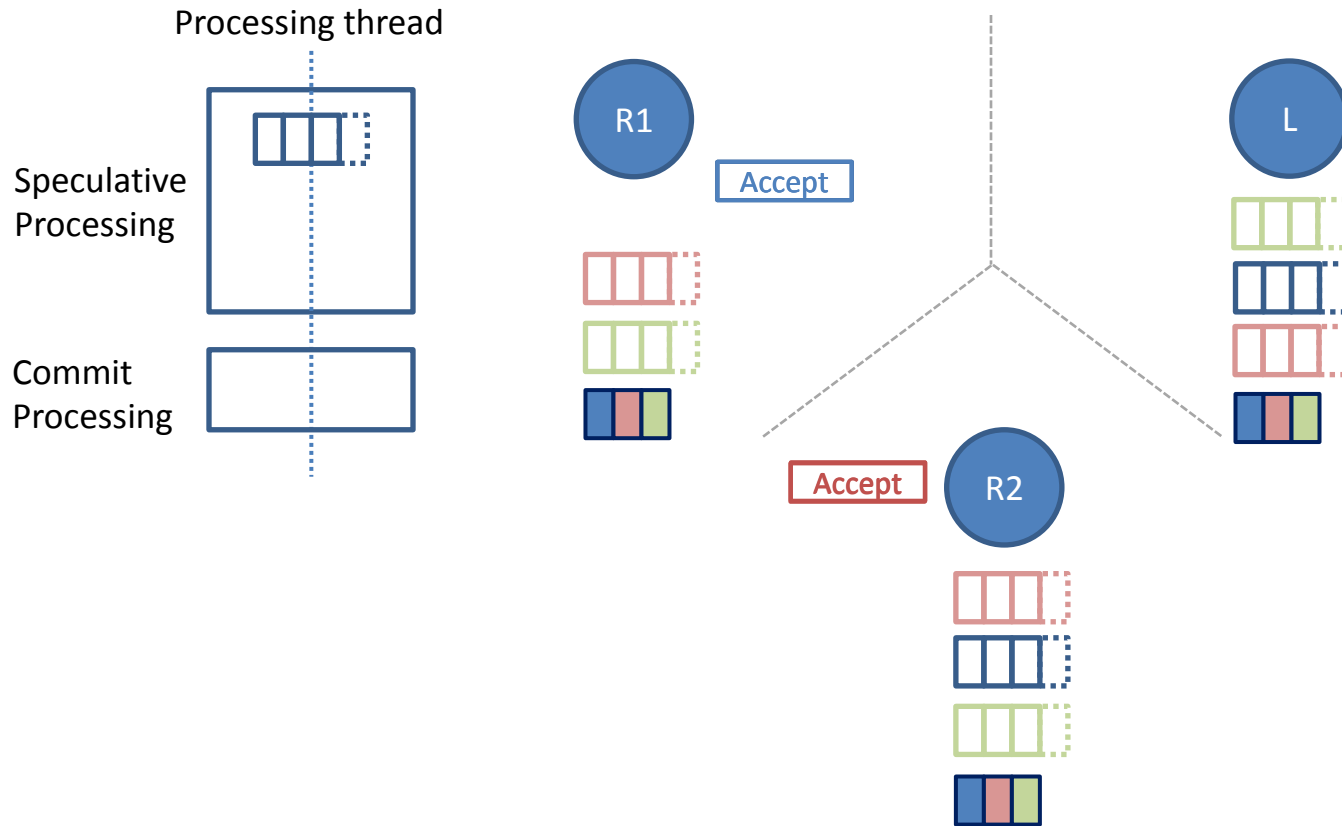 Processing thread
R1
L
Accept
Speculative
Processing
Commit
Processing
Accept
R2